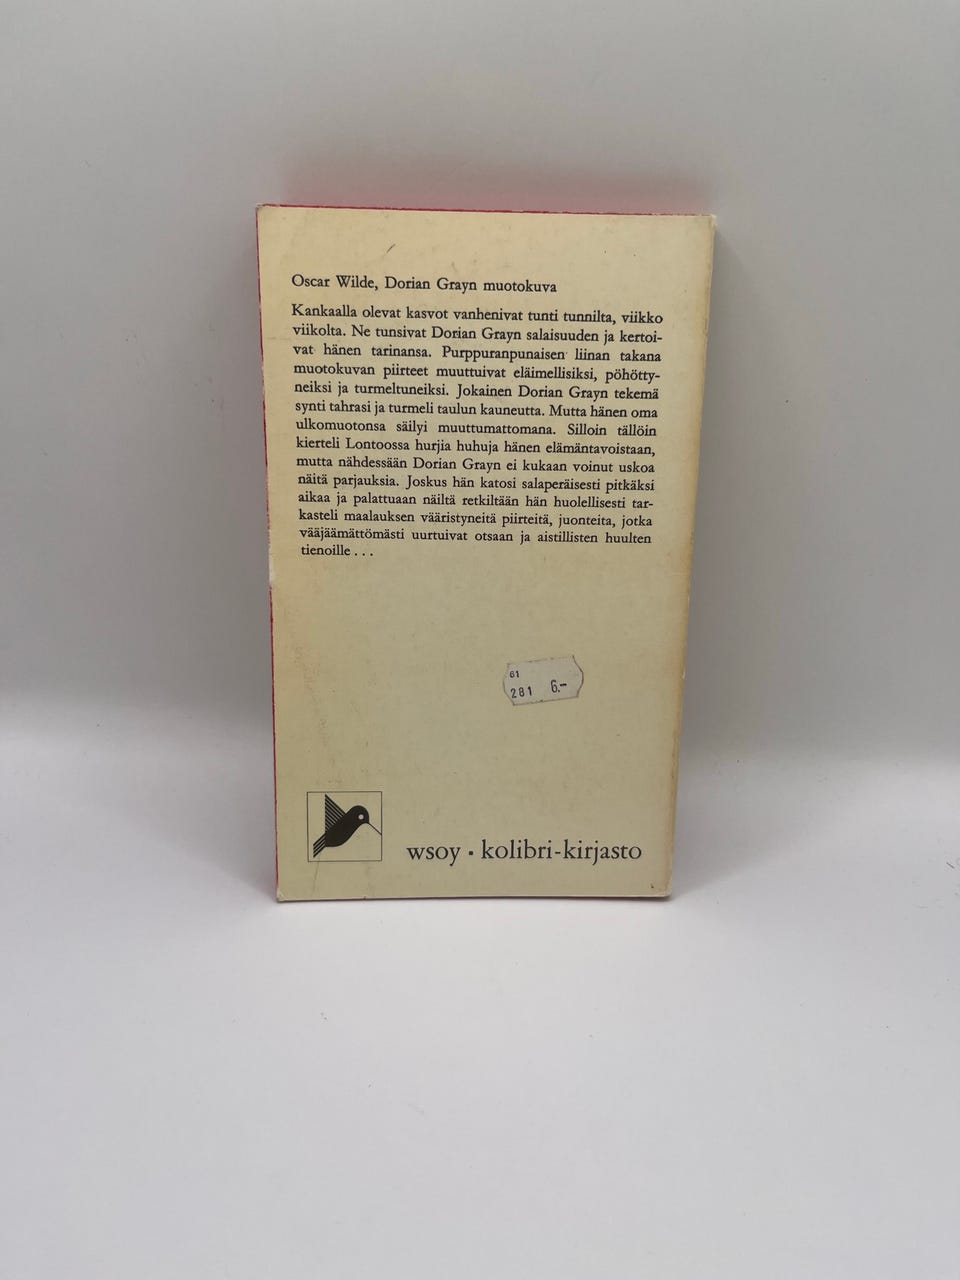 Oscar Wilde, Dorian Grayn muotokuva
Kankaalla olevat kasvot vanhenivat tunti tunnilta, viikko
viikolta. Ne tunsivat Dorian Grayn salaisuuden ja kertoi-
vat hänen tarinansa. Purppuranpunaisen liinan takana
muotokuvan piirteet muuttuivat eläimellisiksi, pöhötty-
neiksi ja turmeltuneiksi. Jokainen Dorian Grayn tekemä
synti tahrasi ja turmeli taulun kauneutta. Mutta hänen oma
ulkomuotonsa säilyi muuttumattomana. Silloin tällöin
kierteli Lontoossa hurjia huhuja hänen elämäntavoistaan,
mutta nähdessään Dorian Grayn ei kukaan voinut uskoa
näitä parjauksia. Joskus hän katosi salaperäisesti pitkäksi
aikaa ja palattuaan näiltä retkiltään hän huolellisesti tar-
kasteli maalauksen vääristyneitä piirteitä, juonteita, jotka
vääjäämättömästi uurtuivat otsaan ja aistillisten huulten
tienoille . . .
61
281 6.-
wsoy · kolibri-kirjasto